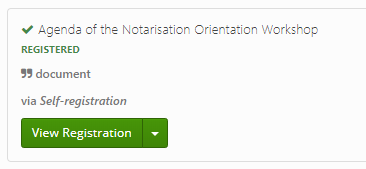 Agenda of the Notarisation Orientation Workshop
REGISTERED
document
via Self-registration
View Registration